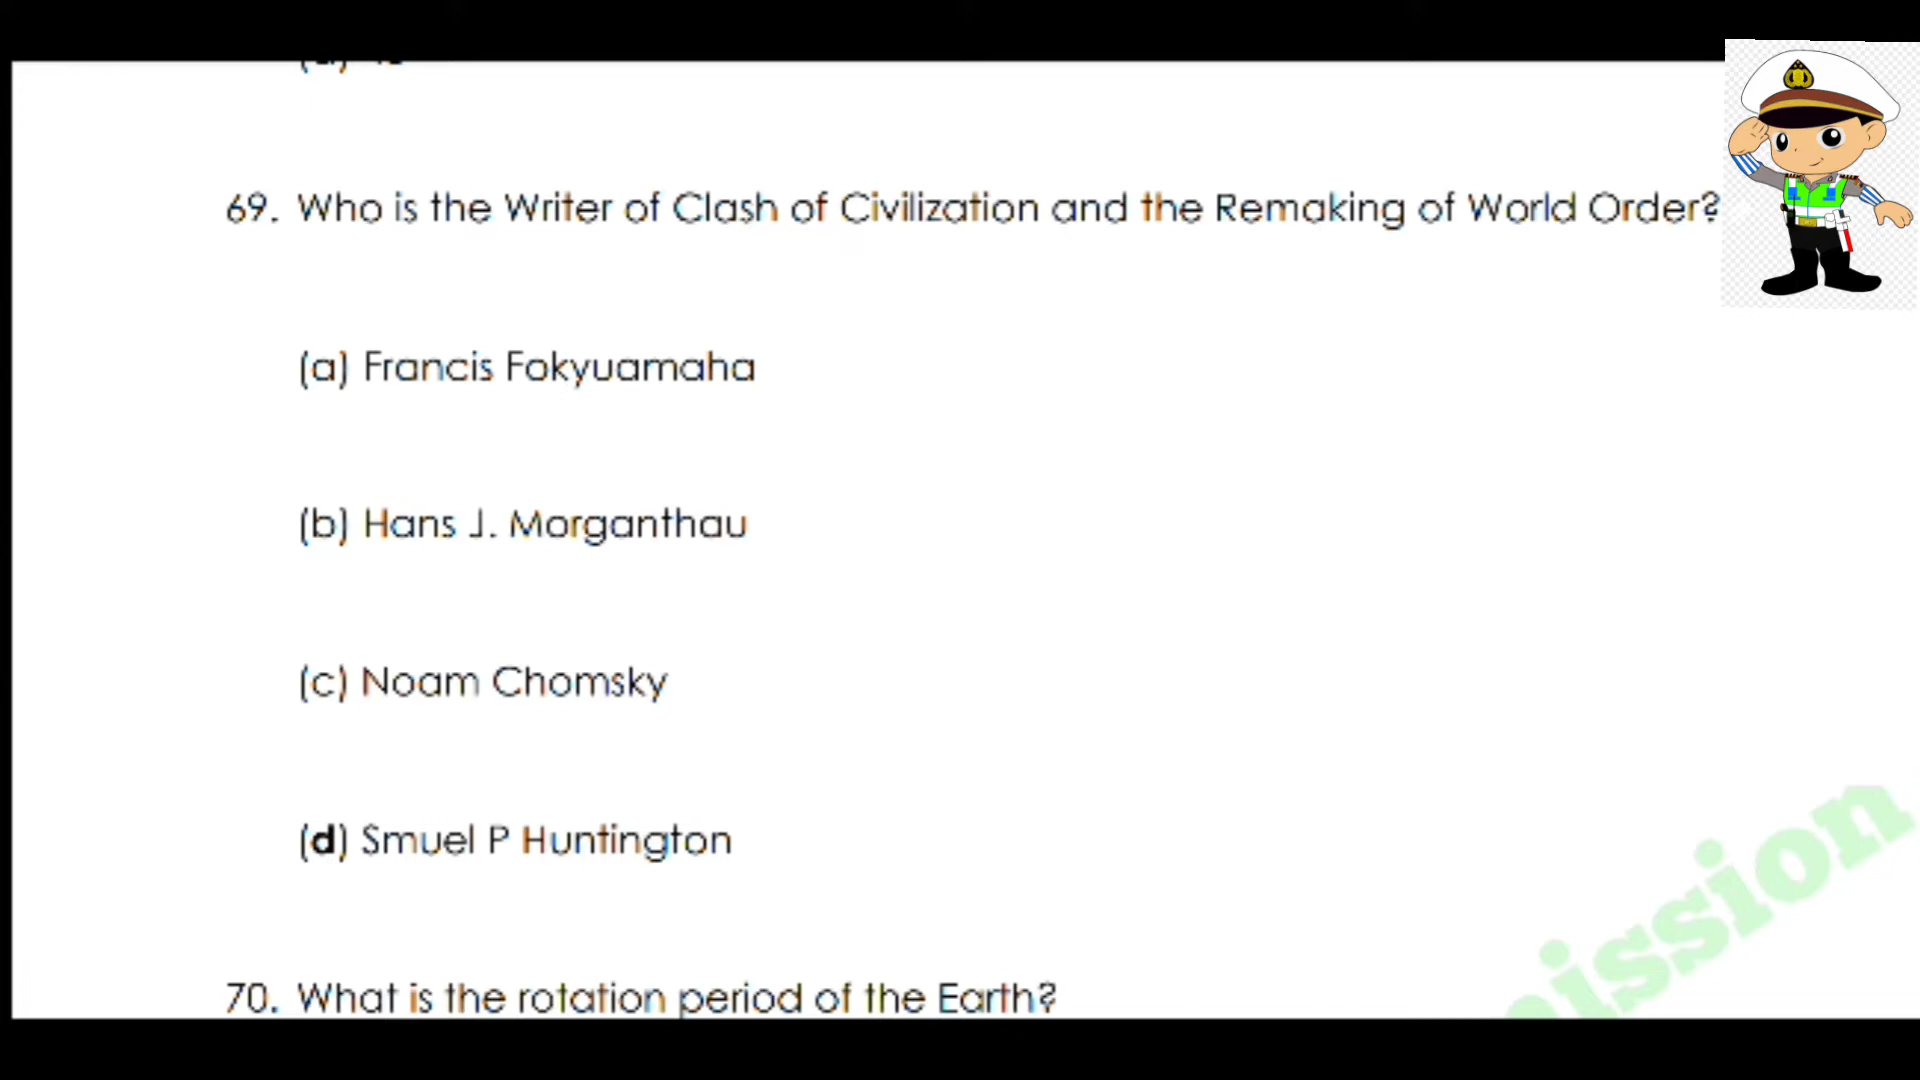 69. Who is the Writer of Clash of Civilization and the Remaking of World Order?
(a) Francis Fokyuamaha
(b) Hans J. Morganthau
(c) Noam Chomsky
(d) Smuel P Huntington
70. What is the rotation period of the Earth?